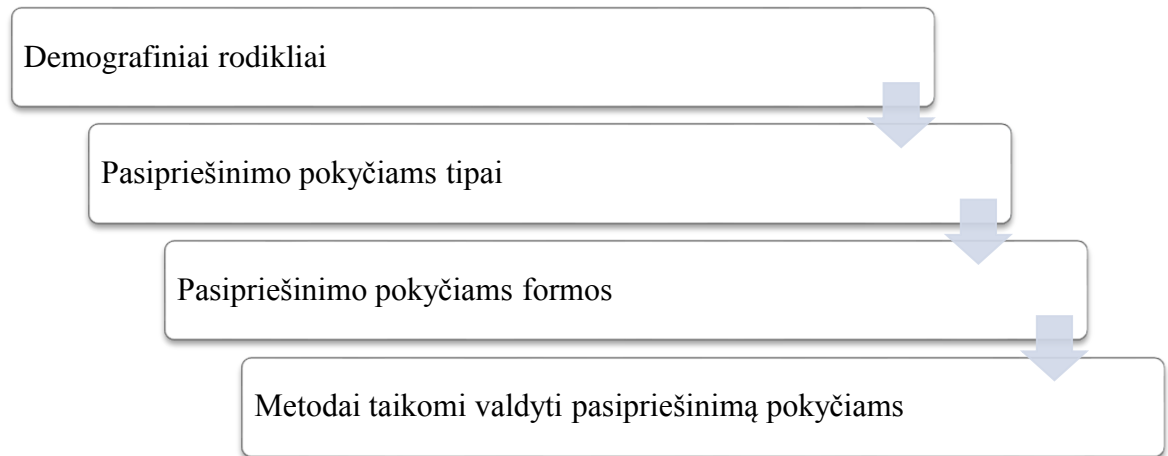 Demografiniai rodikliai
Pasipriešinimo pokyčiams tipai
Pasipriešinimo pokyčiams formos
Metodai taikomi valdyti pasipriešinimą pokyčiams